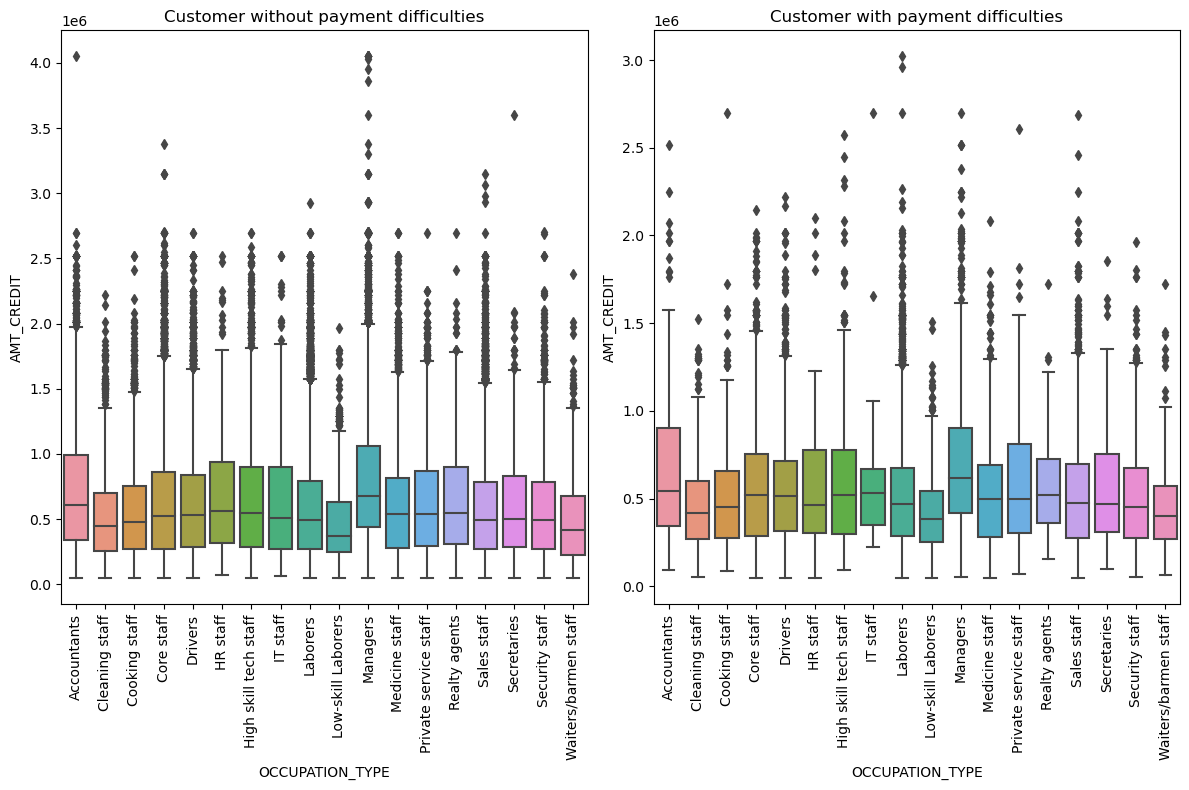 Customer without payment difficulties
1e6
4.0
3.5
3.0
2.5
2.0
1.5
1.0
0.5
0.0
AMT_CREDIT
Accountants
Cleaning staff
Cooking staff
Core staff
Drivers
HR staff
High skill tech staff
IT staff
Laborers
Low-skill Laborers
Managers
Medicine staff
Private service staff
Realty agents
Sales staff
Secretaries
Security staff
Waiters/barmen staff
OCCUPATION_TYPE
Customer with payment difficulties
1e6
3.0
2.5
2.0
1.5
1.0
0.5
0.0
AMT_CREDIT
Accountants
Cleaning staff
Cooking staff
Core staff
Drivers
HR staff
High skill tech staff
IT staff
Laborers
Low-skill Laborers
Managers
Medicine staff
Private service staff
Realty agents
Sales staff
Secretaries
Security staff
Waiters/barmen staff
OCCUPATION_TYPE